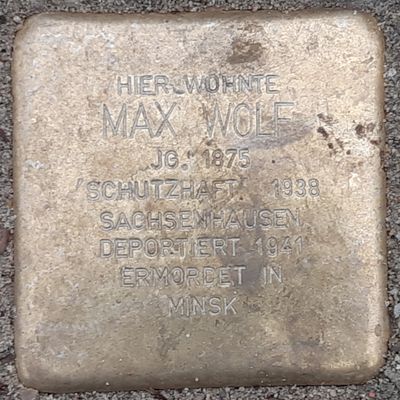 HIER WOHNTE
MAX WOLF
JG. 1875
'SCHUTZHAFT' 1938
SACHSENHAUSEN
DEPORTIERT 1941
ERMORDET IN
MINSK